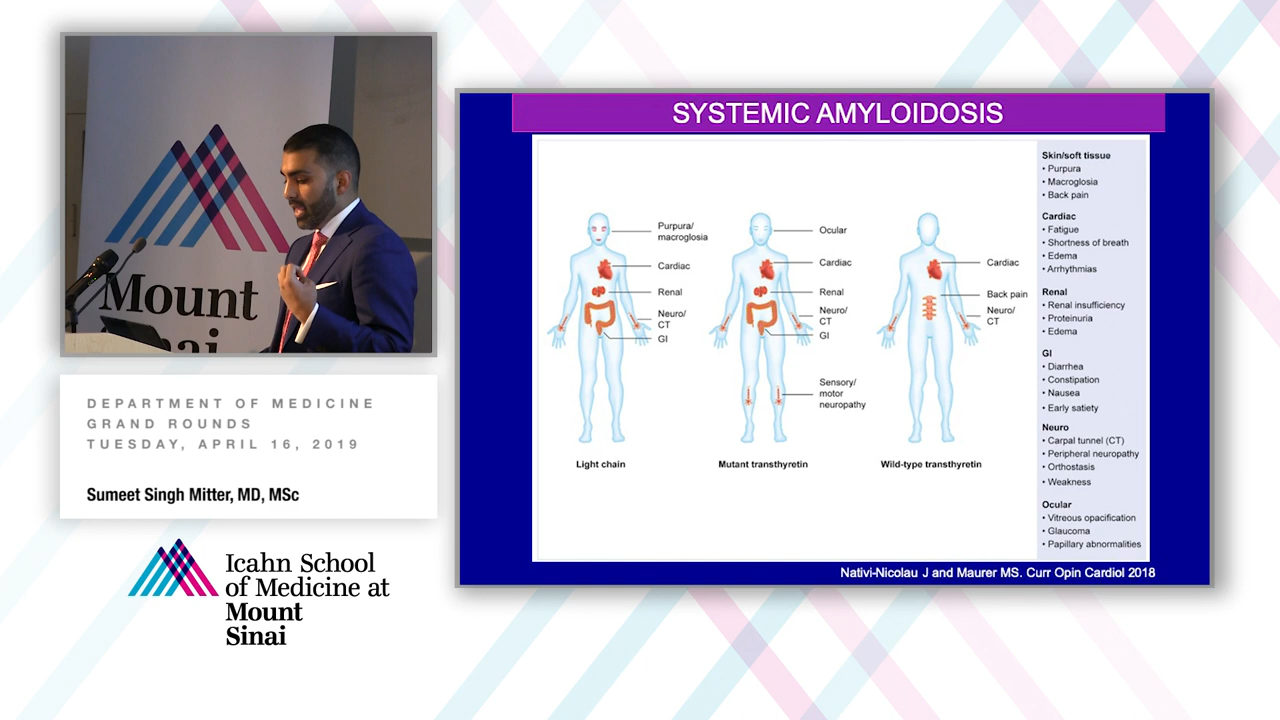 Mount
Sinai
DEPARTMENT OF MEDICINE
GRAND ROUNDS
TUESDAY, APRIL 16, 2019
Sumeet Singh Mitter, MD, MSc
Icahn School
of Medicine at
Mount
Sinai
SYSTEMIC AMYLOIDOSIS
Purpura/
macroglosia
Cardiac
Renal
Neuro/
CT
GI
Light chain
Ocular
Cardiac
Renal
Neuro/
CT
GI
Sensory/
motor
neuropathy
Mutant transthyretin
Cardiac
Back pain
Neuro/
CT
Wild-type transthyretin
Skin/soft tissue
• Purpura
• Macroglosia
• Back pain
Cardiac
• Fatigue
• Shortness of breath
• Edema
• Arrhythmias
Renal
• Renal insufficiency
• Proteinuria
• Edema
GI
• Diarrhea
• Constipation
• Nausea
• Early satiety
Neuro
• Carpal tunnel (CT)
• Peripheral neuropathy
• Orthostasis
• Weakness
Ocular
• Vitreous opacification
• Glaucoma
• Papillary abnormalities
Nativi-Nicolau J and Maurer MS. Curr Opin Cardiol 2018